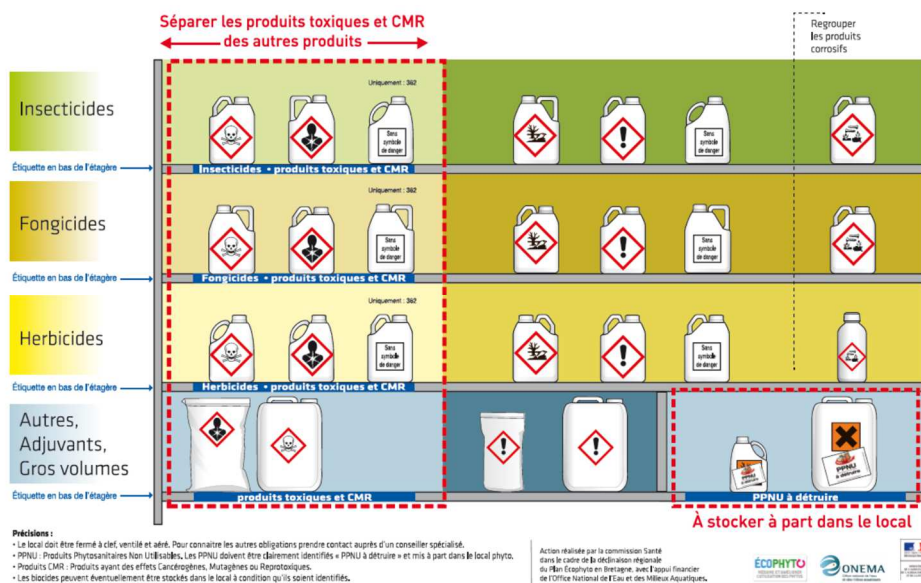 Séparer les produits toxiques et CMR
des autres produits
Regrouper
les produits
corrosifs
Insecticides
Uniquement : 362
Sans
symbole
de danger
Sans
symbole
de danger
Étiquette en bas de l'étagère
Insecticides • produits toxiques et CMR
Fongicides
Uniquement : 362
Sans
symbole
de danger
Sans
symbole
de danger
Étiquette en bas de l'étagère
Fongicides • produits toxiques et CMR
Herbicides
Uniquement : 362
Sans
symbole
de danger
Sans
symbole
de danger
Étiquette en bas de l'étagère
Herbicides • produits toxiques et CMR
Autres,
Adjuvants,
Gros volumes
PPNU
à détruire
PPNU
à détruire
Étiquette en bas de l'étagère
produits toxiques et CMR
PPNU à détruire
À stocker à part dans le local
Précisions :
• Le local doit être fermé à clef, ventilé et aéré. Pour connaitre les autres obligations prendre contact auprès d'un conseiller spécialisé.
• PPNU : Produits Phytosanitaires Non Utilisables. Les PPNU doivent être clairement identifiés « PPNU à détruire » et mis à part dans le local phyto.
• Produits CMR : Produits ayant des effets Cancérogènes, Mutagènes ou Reprotoxiques.
• Les biocides peuvent éventuellement être stockés dans le local à condition qu'ils soient identifiés.
Action réalisée par la commission Santé
dans le cadre de la déclinaison régionale
du Plan Écophyto en Bretagne, avec l'appui financier
de l'Office National de l'Eau et des Milieux Aquatiques.
ÉCOPHYTO
ONEMA